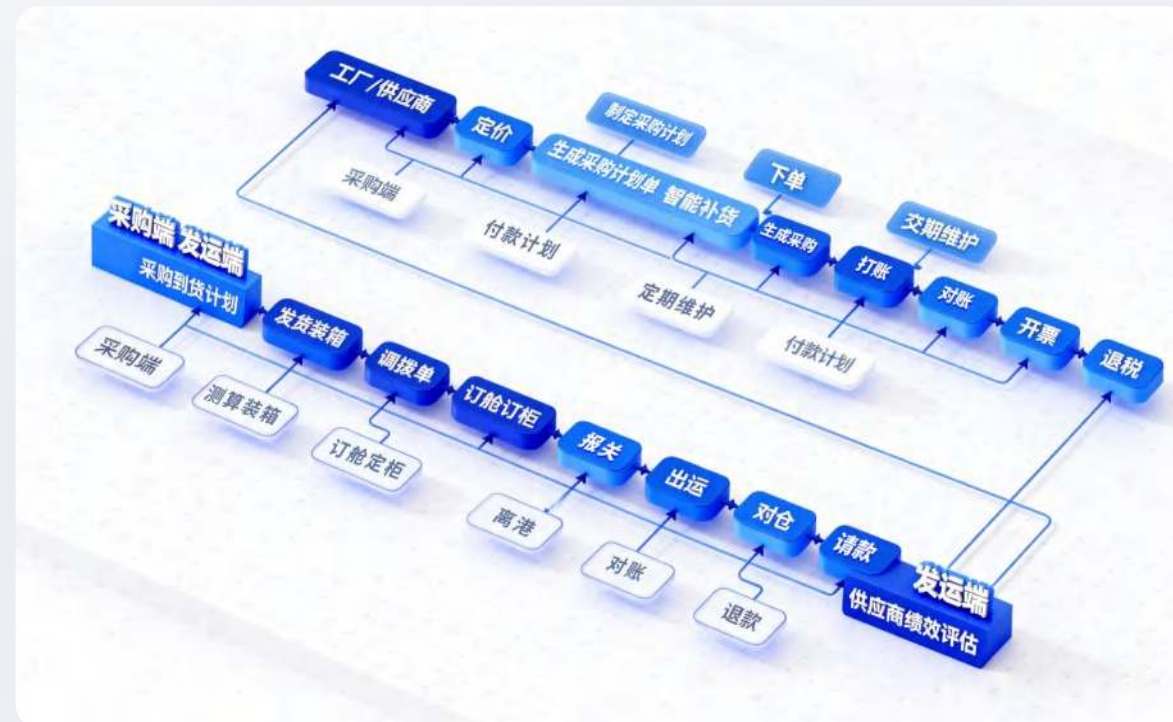 工厂/供应商
定价
制定采购计划
生成采购计划单 智能补货
下单
采购端
付款计划
生成采购
交期维护
打账
定期维护
对账
付款计划
开票
退税
采购端 发运端
采购到货计划
采购端
发货装箱
测算装箱
调拨单
订舱定柜
订舱订柜
报关
离港
出运
对账
对仓
退款
请款
发运端
供应商绩效评估